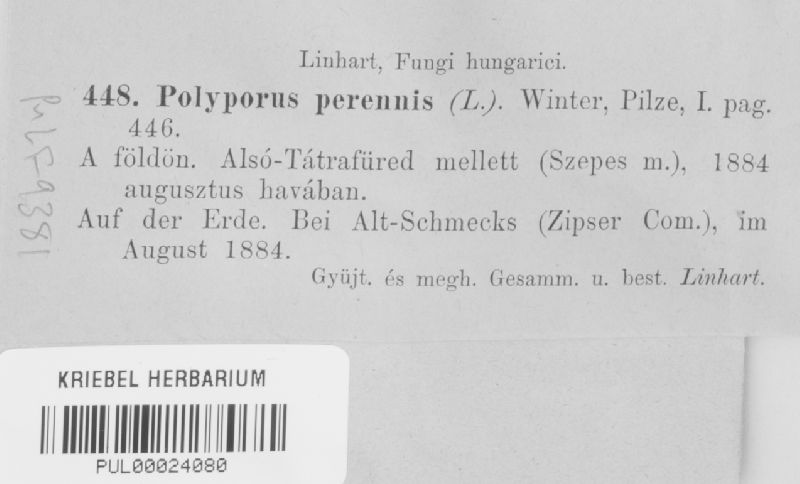 Linhart, Fungi hungarici.
448. Polyporus perennis (L.). Winter, Pilze, I. pag.
446.
A földön. Alsó-Tátrafüred mellett (Szepes m.), 1884
augusztus havában.
Auf der Erde. Bei Alt-Schmecks (Zipser Com.), im
August 1884.
Gyüjt. és megh. Gesamm. u. best. Linhart.
PUL F9381
KRIEBEL HERBARIUM
PUL00024080